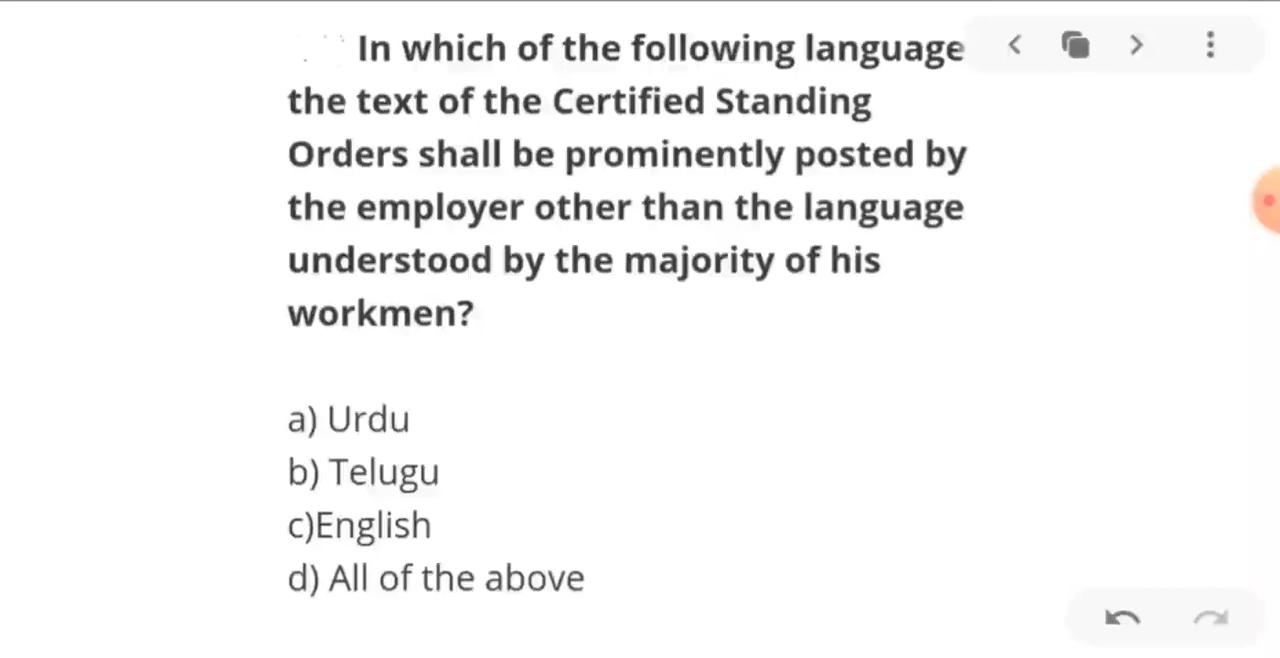 In which of the following language
the text of the Certified Standing
Orders shall be prominently posted by
the employer other than the language
understood by the majority of his
workmen?
a) Urdu
b) Telugu
c)English
d) All of the above